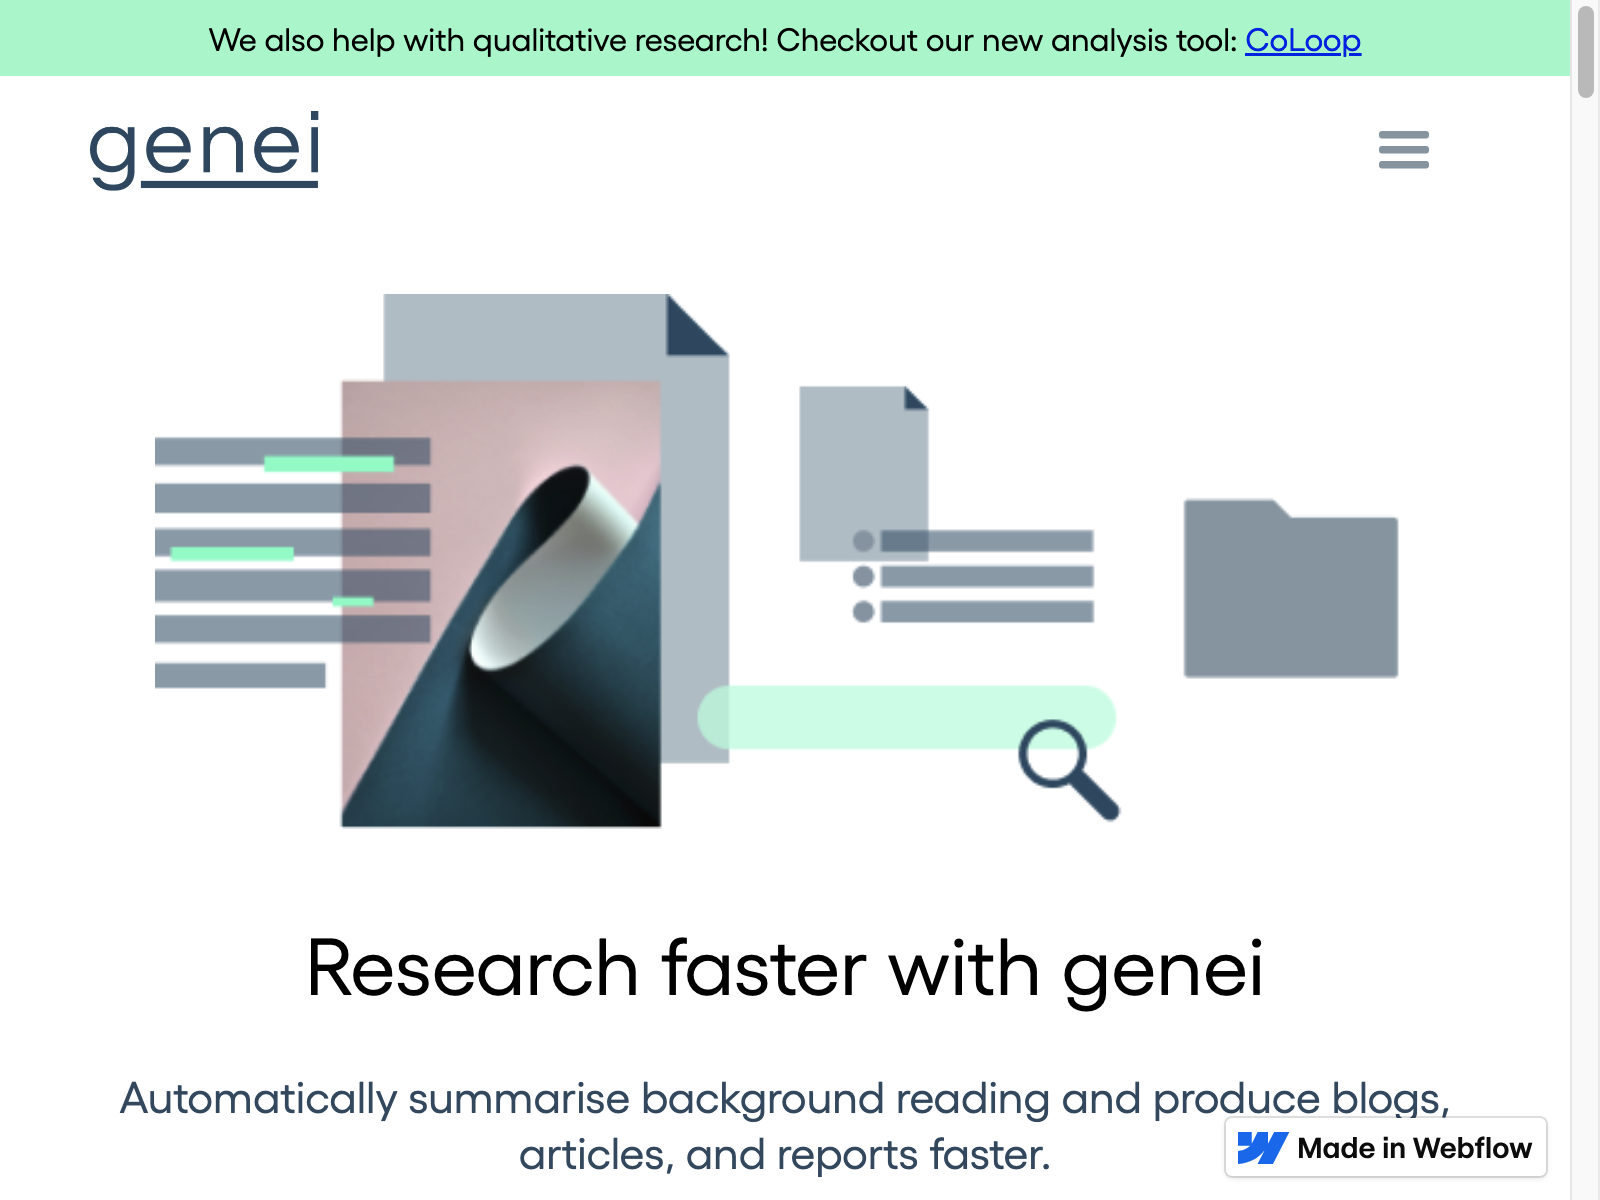 We also help with qualitative research! Checkout our new analysis tool: CoLoop
genei
Research faster with genei
Automatically summarise background reading and produce blogs,
articles, and reports faster.
Made in Webflow